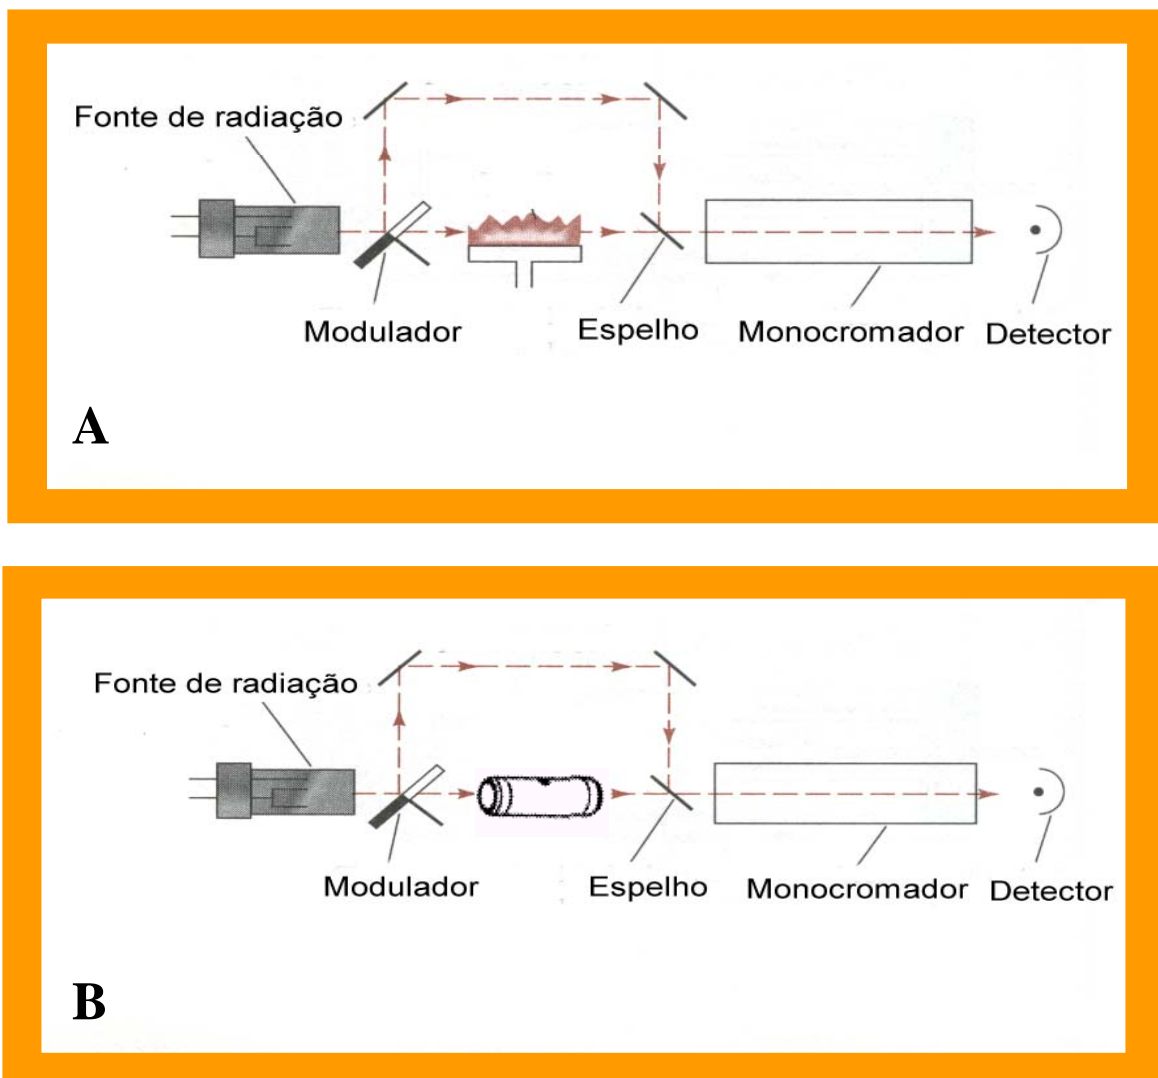 Fonte de radiação
Modulador
Espelho
Monocromador
Detector
A
Fonte de radiação
Modulador
Espelho
Monocromador
Detector
B